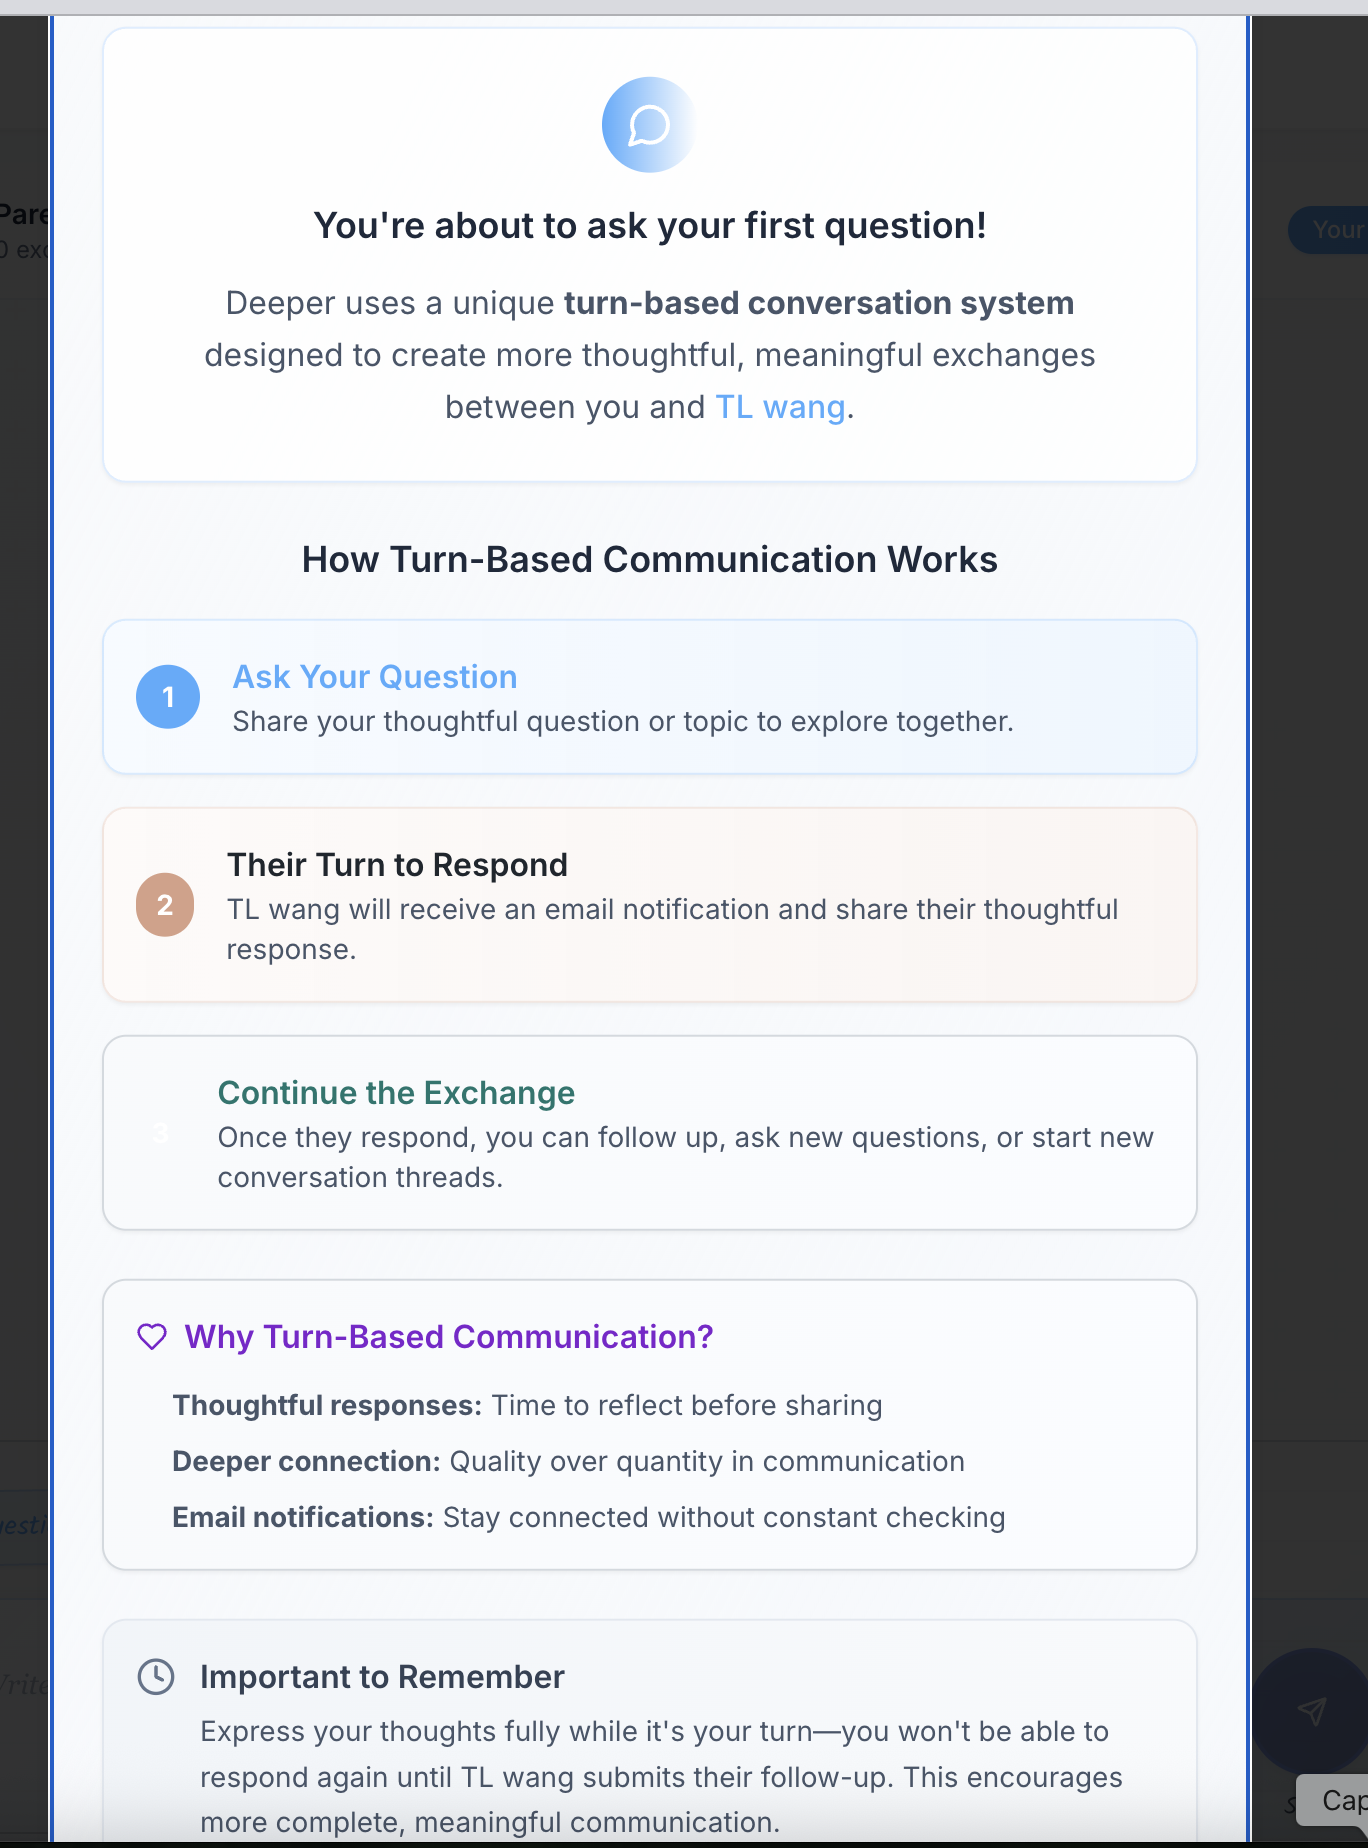 You're about to ask your first question!
Deeper uses a unique turn-based conversation system
designed to create more thoughtful, meaningful exchanges
between you and TL wang.
How Turn-Based Communication Works
1
Ask Your Question
Share your thoughtful question or topic to explore together.
2
Their Turn to Respond
TL wang will receive an email notification and share their thoughtful
response.
3
Continue the Exchange
Once they respond, you can follow up, ask new questions, or start new
conversation threads.
Why Turn-Based Communication?
Thoughtful responses: Time to reflect before sharing
Deeper connection: Quality over quantity in communication
Email notifications: Stay connected without constant checking
Important to Remember
Express your thoughts fully while it's your turn—you won't be able to
respond again until TL wang submits their follow-up. This encourages
more complete, meaningful communication.
Your